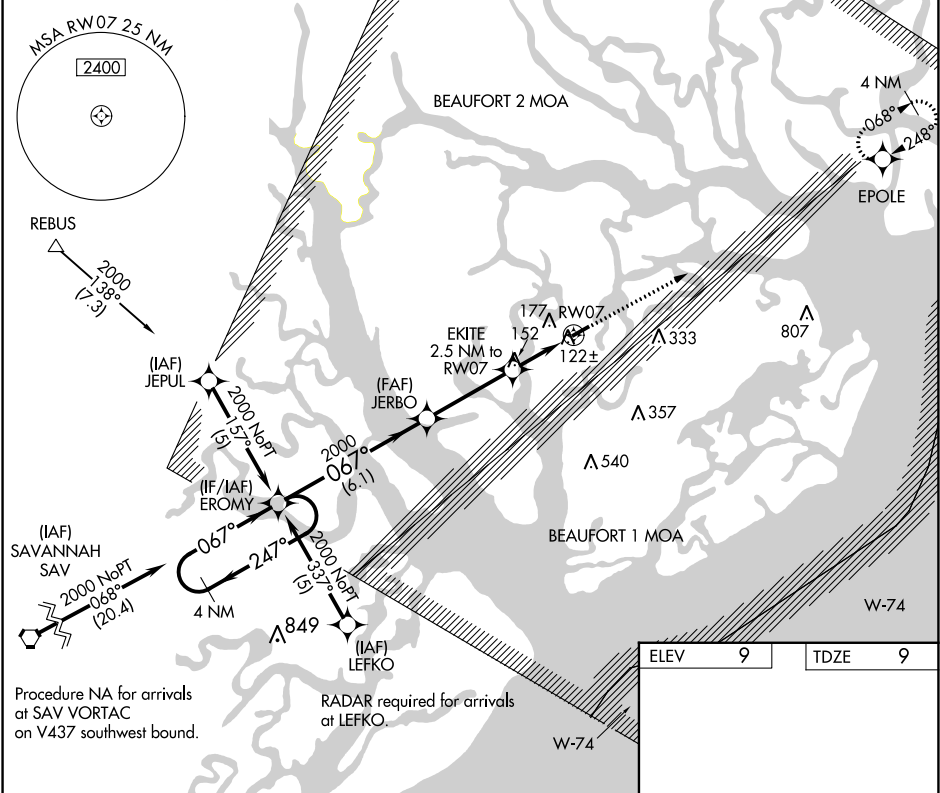 MSA RW07 25 NM
2400
BEAUFORT 2 MOA
4 NM
068°
248°
EPOLE
REBUS
2000
138°
(7.3)
177
RW07
EKITE
2.5 NM to
RW07
152
122±
333
807
(IAF)
JEPUL
2000 NoPT
157°
(5)
(FAF)
JERBO
357
2000
067°
(6.1)
540
(IF/IAF)
EROMY
067°
247°
4 NM
BEAUFORT 1 MOA
(IAF)
SAVANNAH
SAV
2000 NoPT
068°
(20.4)
2000 NoPT
337°
(5)
849
(IAF)
LEFKO
W-74
ELEV 9
TDZE 9
Procedure NA for arrivals
at SAV VORTAC
on V437 southwest bound.
RADAR required for arrivals
at LEFKO.
W-74